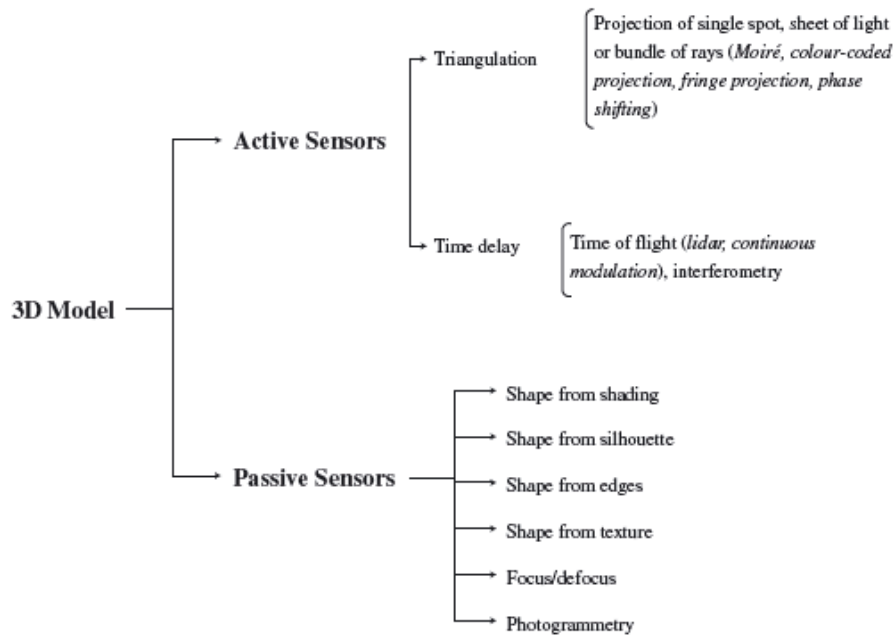 Projection of single spot, sheet of light
or bundle of rays (Moiré, colour-coded
projection, fringe projection, phase
shifting)
Triangulation
Active Sensors
Time delay
Time of flight (lidar, continuous
modulation), interferometry
3D Model
Shape from shading
Shape from silhouette
Passive Sensors
Shape from edges
Shape from texture
Focus/defocus
Photogrammetry